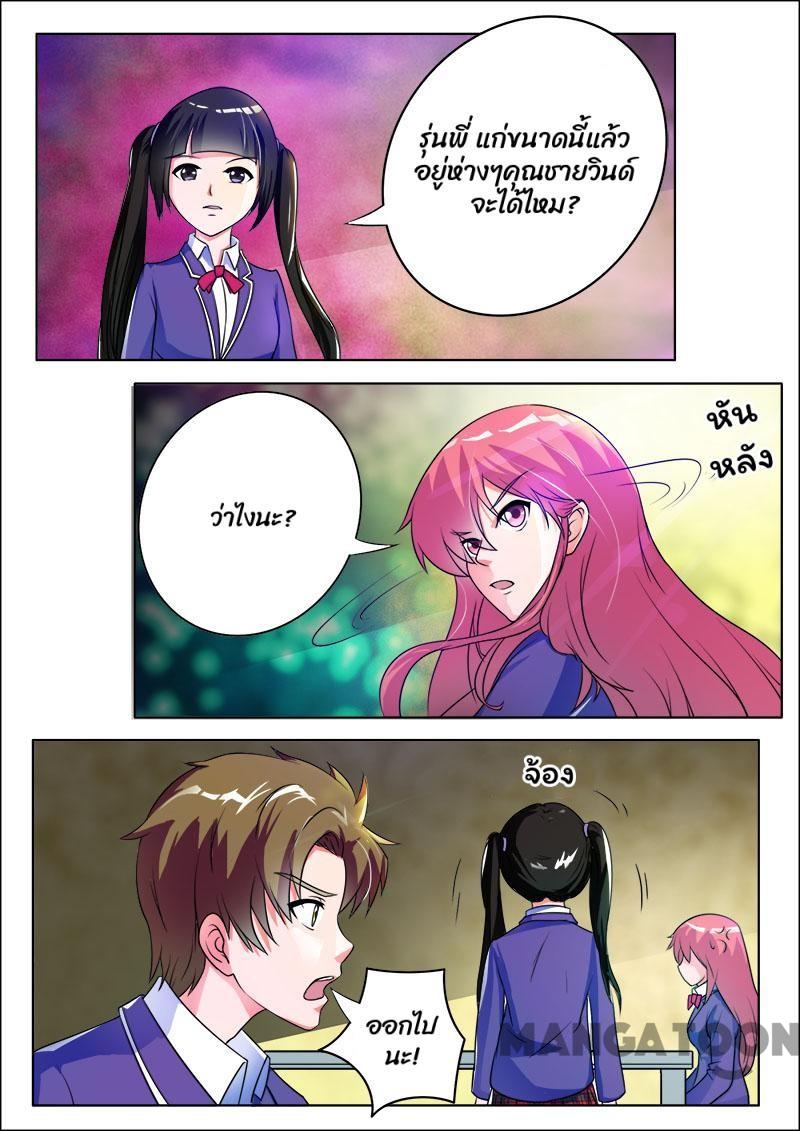 รุ่นพี่ แก่ขนาดนี้แล้ว
อยู่ห่างๆคุณชายวินด์
จะได้ไหม?
หัน
หลัง
ว่าไงนะ?
จ้อง
ออกไป
นะ!
MANGATOON